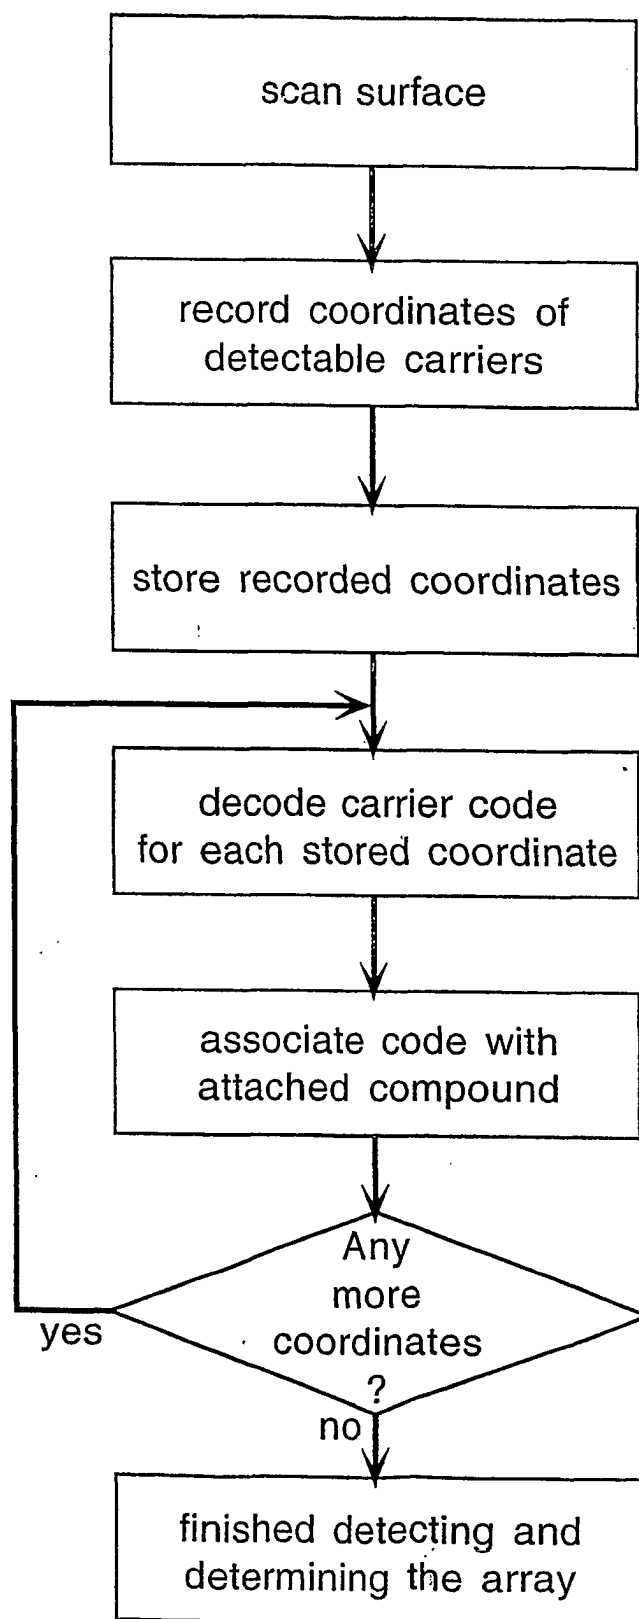 scan surface
record coordinates of
detectable carriers
store recorded coordinates
decode carrier code
for each stored coordinate
associate code with
attached compound
Any
more
coordinates
?
yes
no
finished detecting and
determining the array